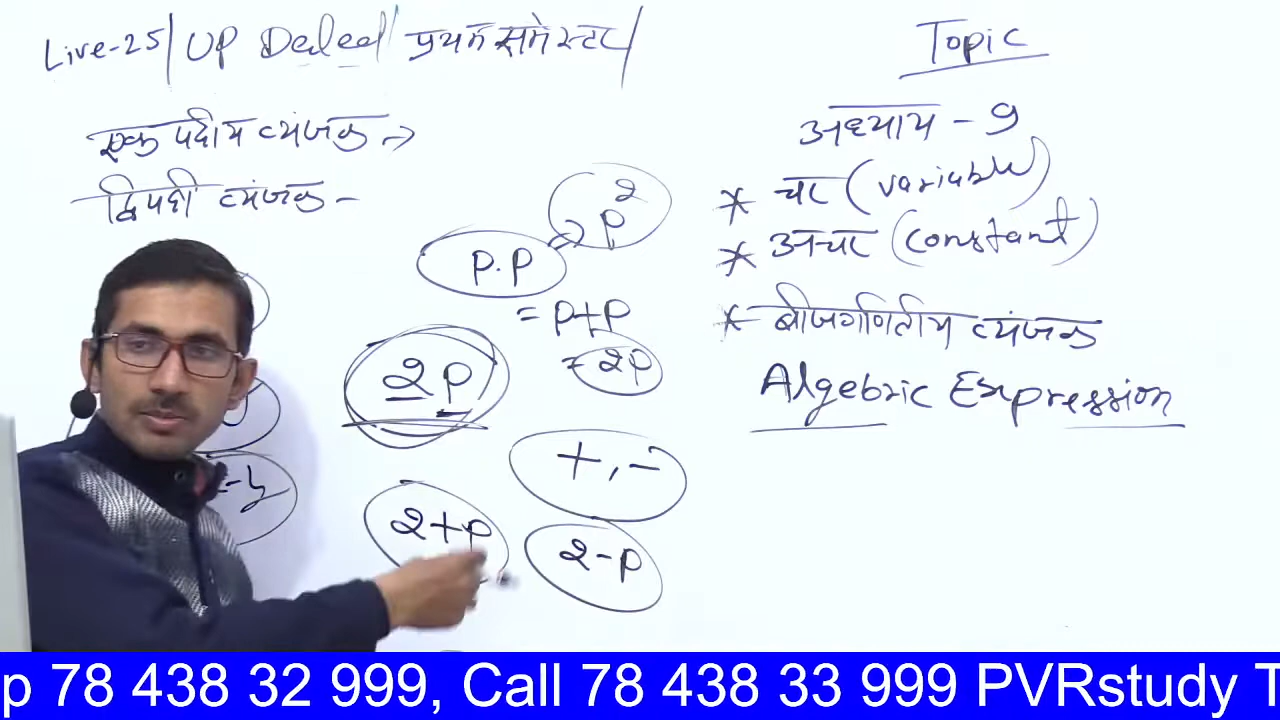 Live-25/ UP Deled/ प्रथम सेमेस्टर/
एक पदीय व्यंजक →
द्विपदी व्यंजक -
p.p → p²
= p+p
= 2p
2p
+, -
2+p
2-p
Topic
अध्याय - 9
* चर (variable)
* अचर (constant)
* बीजगणितीय व्यंजक
Algebric Expression
p 78 438 32 999, Call 78 438 33 999 PVRstudy T